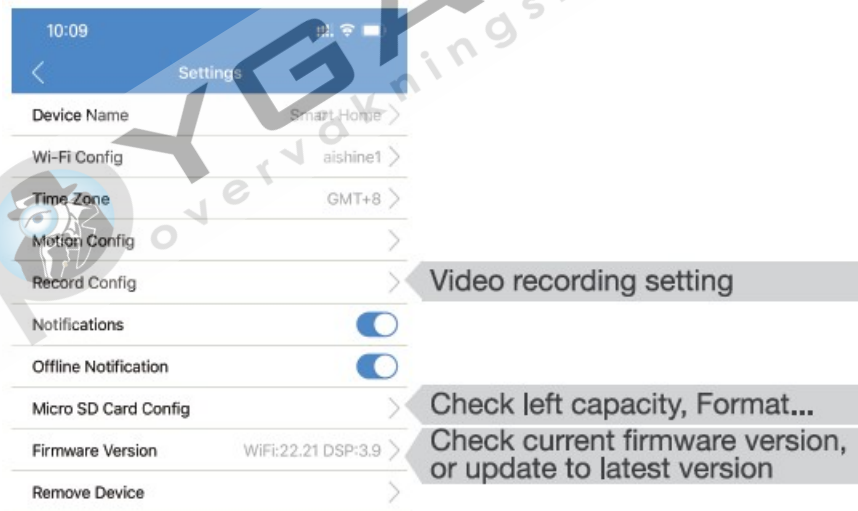 10:09
Settings
Device Name Smart Home
Wi-Fi Config aishine1
Time Zone GMT+8
Motion Config
Record Config Video recording setting
Notifications
Offline Notification
Micro SD Card Config Check left capacity, Format...
Firmware Version WiFi:22.21 DSP:3.9 Check current firmware version,
or update to latest version
Remove Device